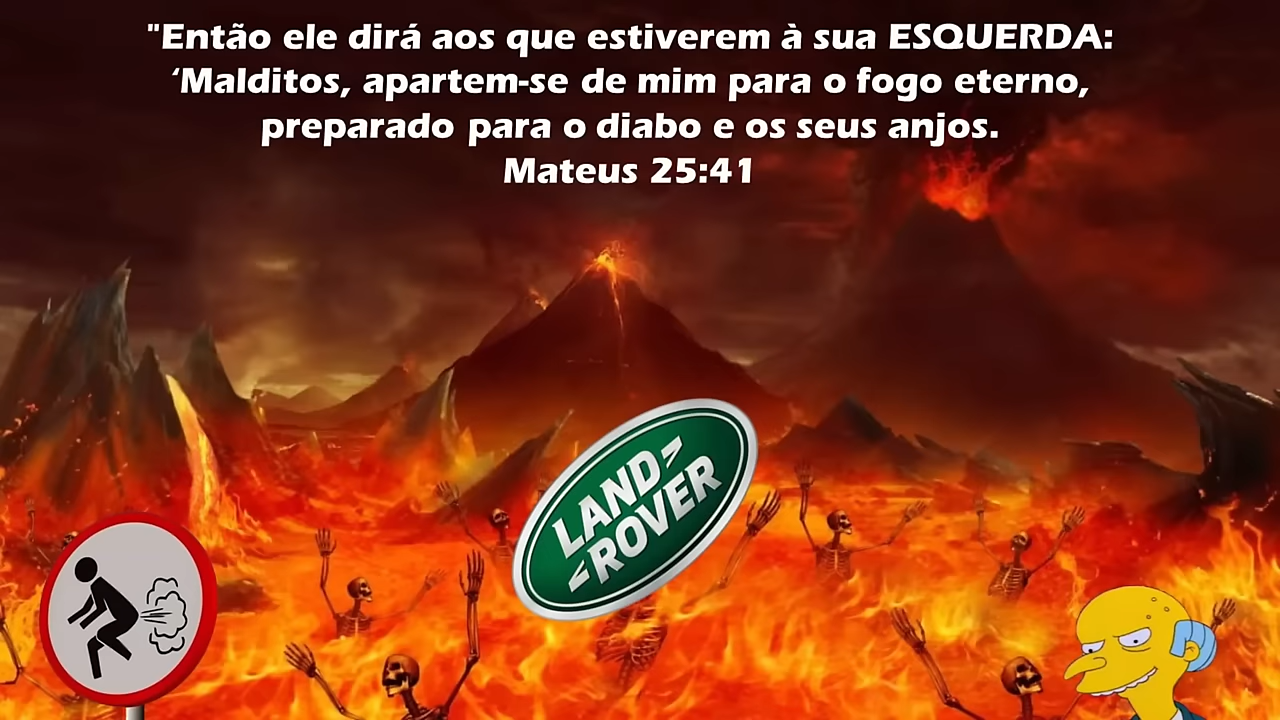 "Então ele dirá aos que estiverem à sua ESQUERDA:
‘Malditos, apartem-se de mim para o fogo eterno,
preparado para o diabo e os seus anjos.
Mateus 25:41
LAND
ROVER